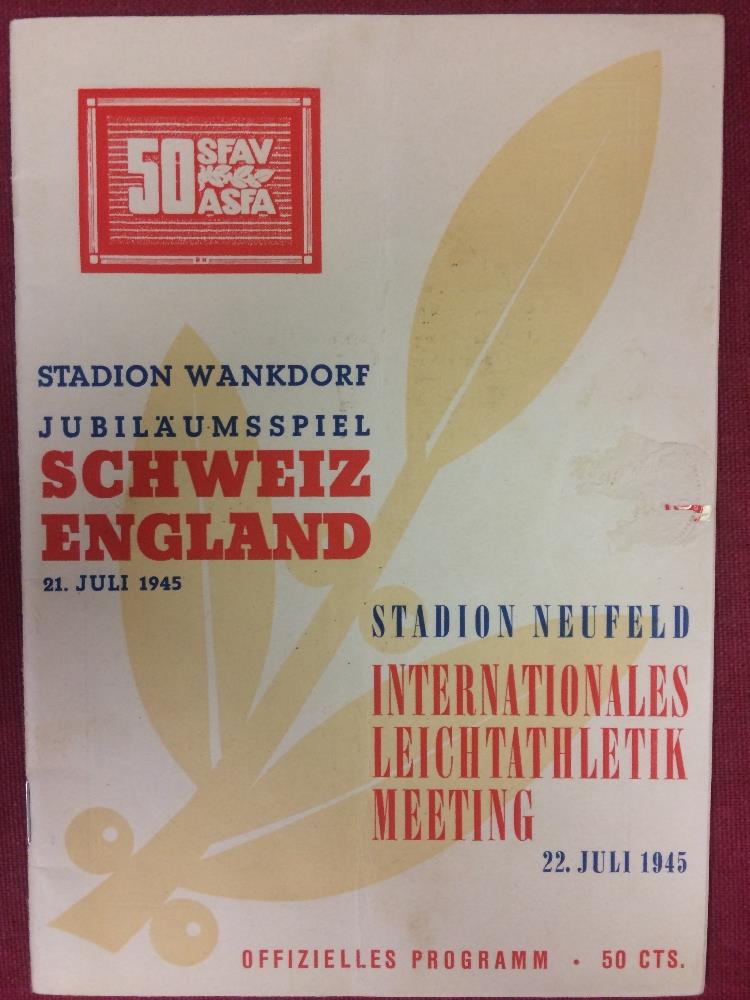 50 SFAV
ASFA
STADION WANKDORF
JUBILÄUMSSPIEL
SCHWEIZ
ENGLAND
21. JULI 1945
STADION NEUFELD
INTERNATIONALES
LEICHTATHLETIK
MEETING
22. JULI 1945
OFFIZIELLES PROGRAMM • 50 CTS.